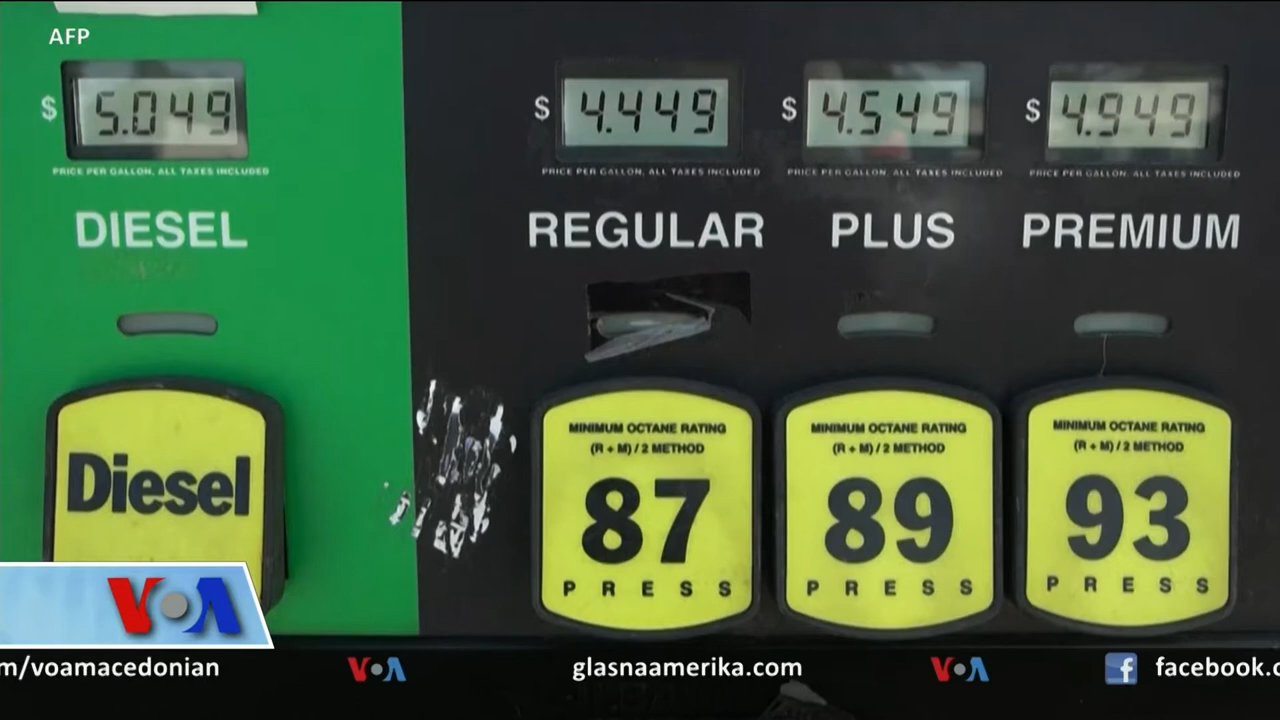 AFP
$ 5.049
PRICE PER GALLON, ALL TAXES INCLUDED
DIESEL
Diesel
$ 4.449
PRICE PER GALLON, ALL TAXES INCLUDED
REGULAR
MINIMUM OCTANE RATING
(R + M) / 2 METHOD
87
PRESS
$ 4.549
PRICE PER GALLON, ALL TAXES INCLUDED
PLUS
MINIMUM OCTANE RATING
(R + M) / 2 METHOD
89
PRESS
$ 4.949
PRICE PER GALLON, ALL TAXES INCLUDED
PREMIUM
MINIMUM OCTANE RATING
(R + M) / 2 METHOD
93
PRESS
VOA
m/voamacedonian VOA glasnaamerika.com VOA f facebook.c